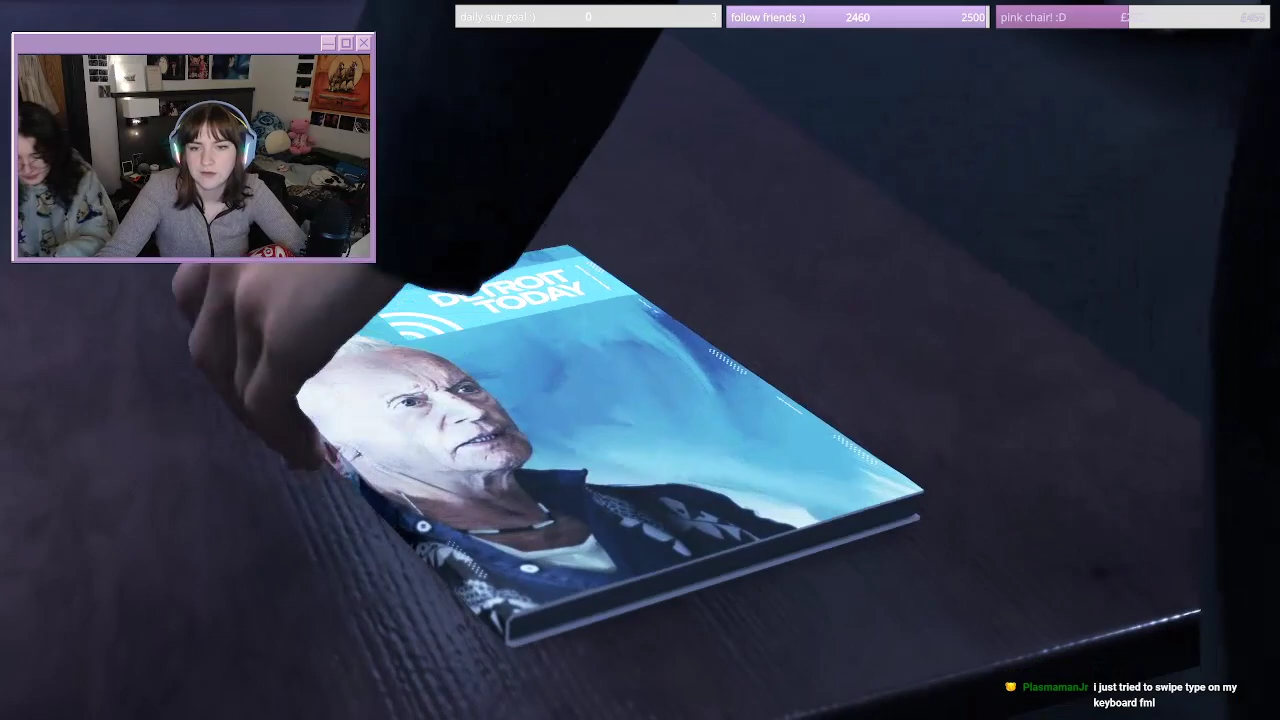 daily sub goal :) 0 3
follow friends :) 2460 2500
pink chair! :D
DETROIT
TODAY
PlasmamanJr i just tried to swipe type on my
keyboard fml